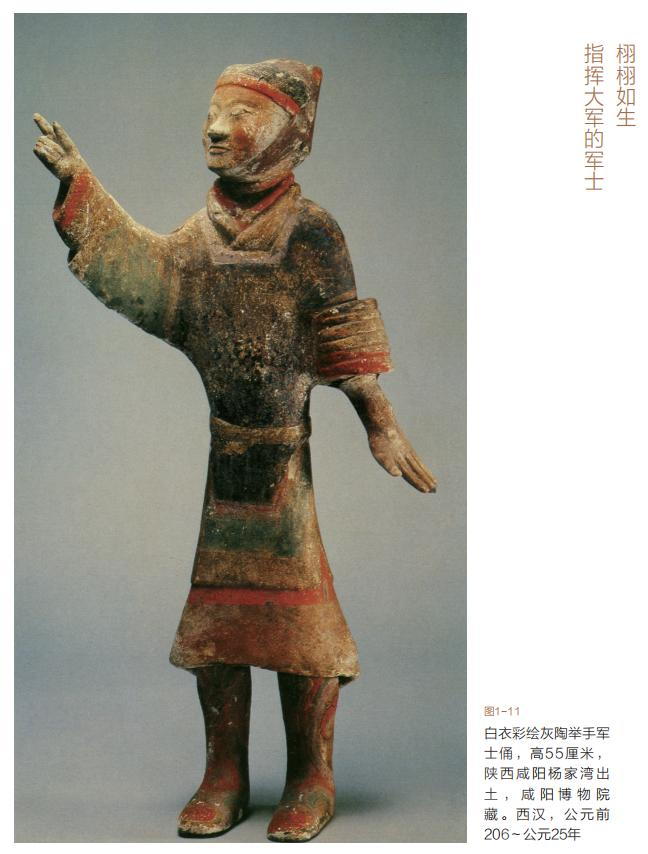 栩栩如生
指挥大军的军士
图1-11
白衣彩绘灰陶举手军
士俑，高55厘米，
陕西咸阳杨家湾出
土，咸阳博物院
藏。西汉，公元前
206~公元25年